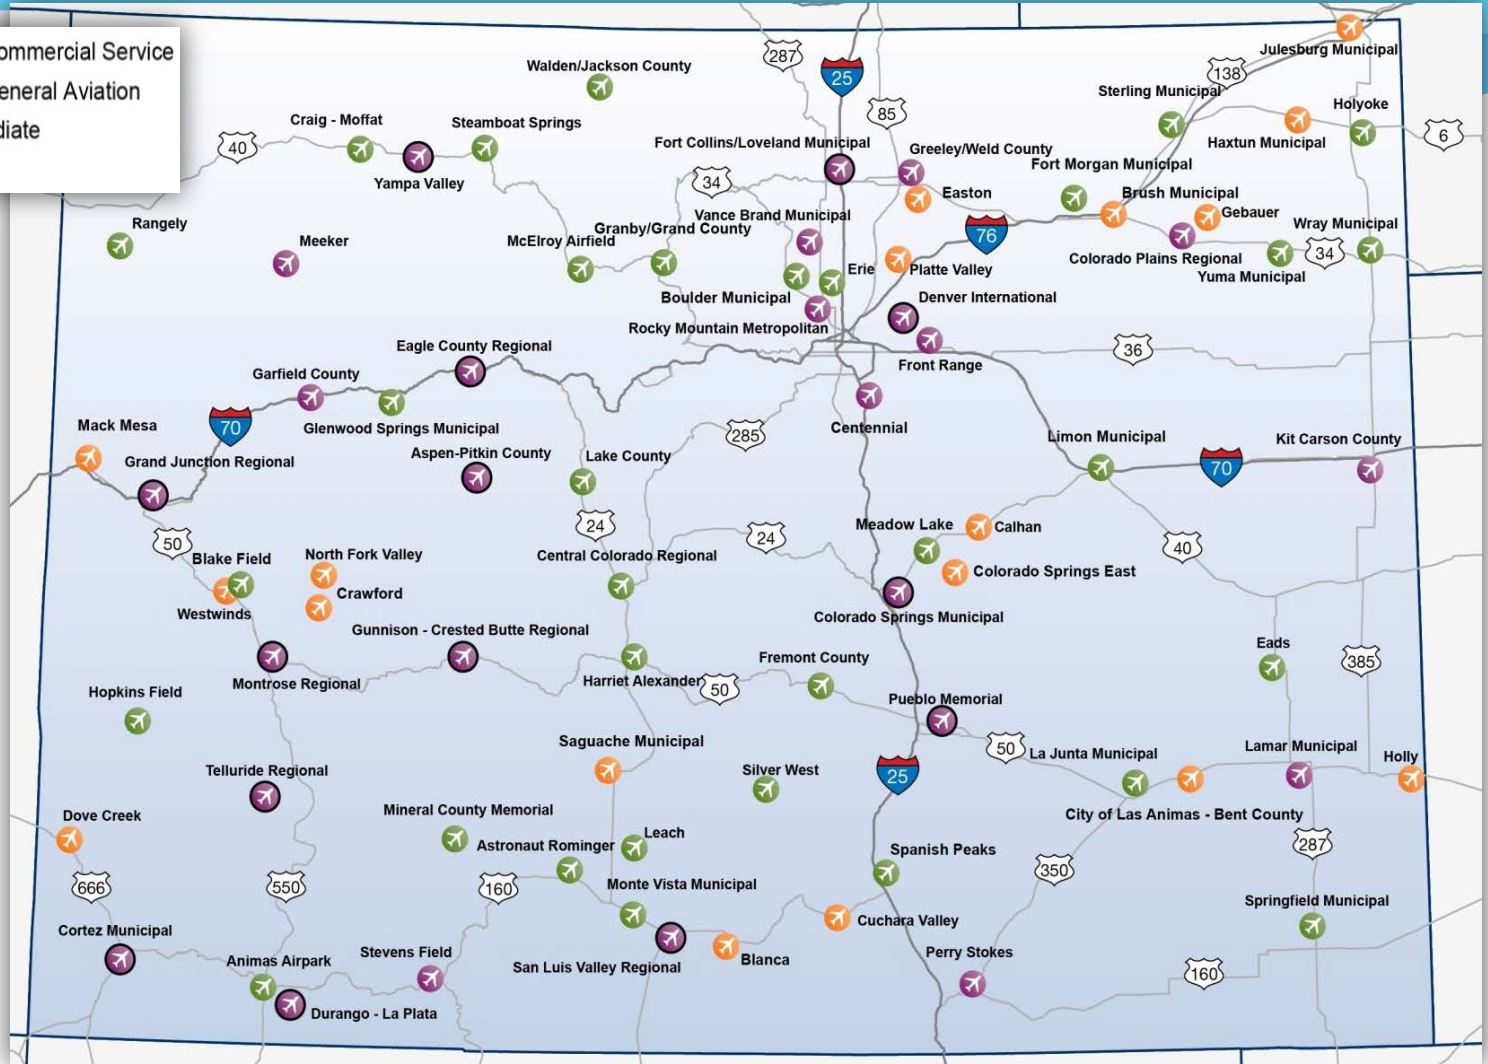 ommercial Service
eneral Aviation
diate
287
25
85
138
Julesburg Municipal
Walden/Jackson County
Sterling Municipal
Holyoke
6
40
Craig - Moffat
Steamboat Springs
Yampa Valley
Fort Collins/Loveland Municipal
Greeley/Weld County
Haxtun Municipal
Fort Morgan Municipal
34
Easton
Brush Municipal
Gebauer
Rangely
Meeker
McElroy Airfield
Granby/Grand County
Vance Brand Municipal
76
Wray Municipal
34
Colorado Plains Regional
Yuma Municipal
Erie
Platte Valley
Boulder Municipal
Denver International
Rocky Mountain Metropolitan
Front Range
36
Eagle County Regional
Garfield County
Glenwood Springs Municipal
70
Mack Mesa
Grand Junction Regional
Aspen-Pitkin County
Lake County
285
Centennial
Limon Municipal
70
Kit Carson County
50
24
24
Meadow Lake
Calhan
40
Blake Field
North Fork Valley
Central Colorado Regional
Colorado Springs East
Westwinds
Crawford
Colorado Springs Municipal
Gunnison - Crested Butte Regional
Montrose Regional
Harriet Alexander
50
Fremont County
Eads
385
Hopkins Field
Pueblo Memorial
Saguache Municipal
50
La Junta Municipal
Lamar Municipal
Holly
Telluride Regional
Silver West
25
City of Las Animas - Bent County
Dove Creek
Mineral County Memorial
Leach
287
Astronaut Rominger
Spanish Peaks
350
666
550
160
Monte Vista Municipal
Springfield Municipal
Cuchara Valley
Cortez Municipal
Animas Airpark
Stevens Field
San Luis Valley Regional
Blanca
Perry Stokes
160
Durango - La Plata